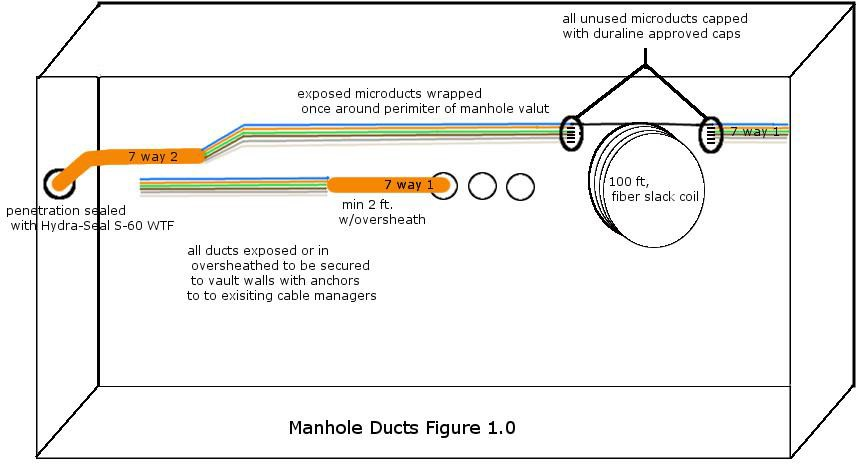 all unused microducts capped
with duraline approved caps
exposed microducts wrapped
once around perimiter of manhole valut
7 way 1
7 way 2
7 way 1
100 ft,
fiber slack coil
penetration sealed
with Hydra-Seal S-60 WTF
min 2 ft.
w/oversheath
all ducts exposed or in
oversheathed to be secured
to vault walls with anchors
to to exisiting cable managers
Manhole Ducts Figure 1.0